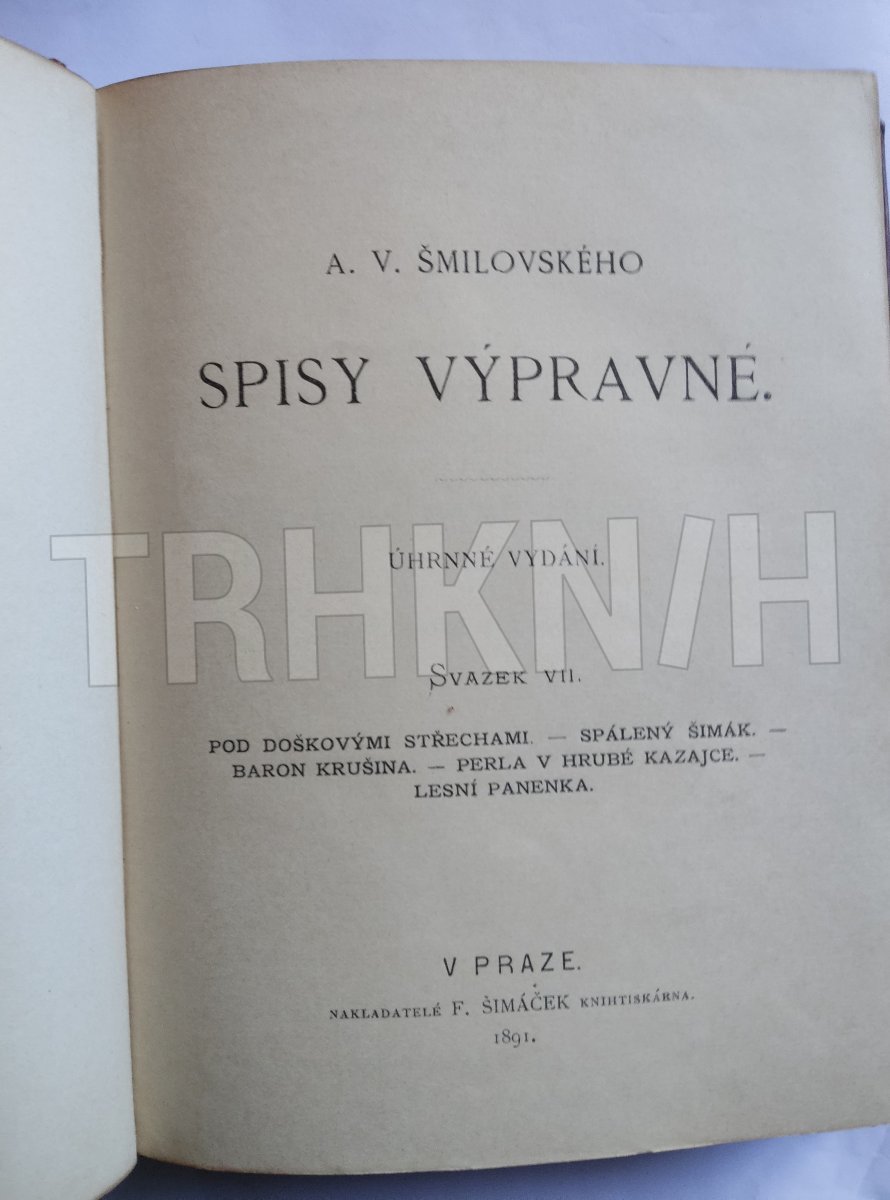 A. V. ŠMILOVSKÉHO
SPISY VÝPRAVNÉ.
ÚHRNNÉ VYDÁNÍ.
TRHKN/H
SVAZEK VII.
POD DOŠKOVÝMI STŘECHAMI. — SPÁLENÝ ŠIMÁK. —
BARON KRUŠINA. — PERLA V HRUBÉ KAZAJCE. —
LESNÍ PANENKA.
V PRAZE.
NAKLADATELÉ F. ŠIMÁČEK KNIHTISKÁRNA.
1891.